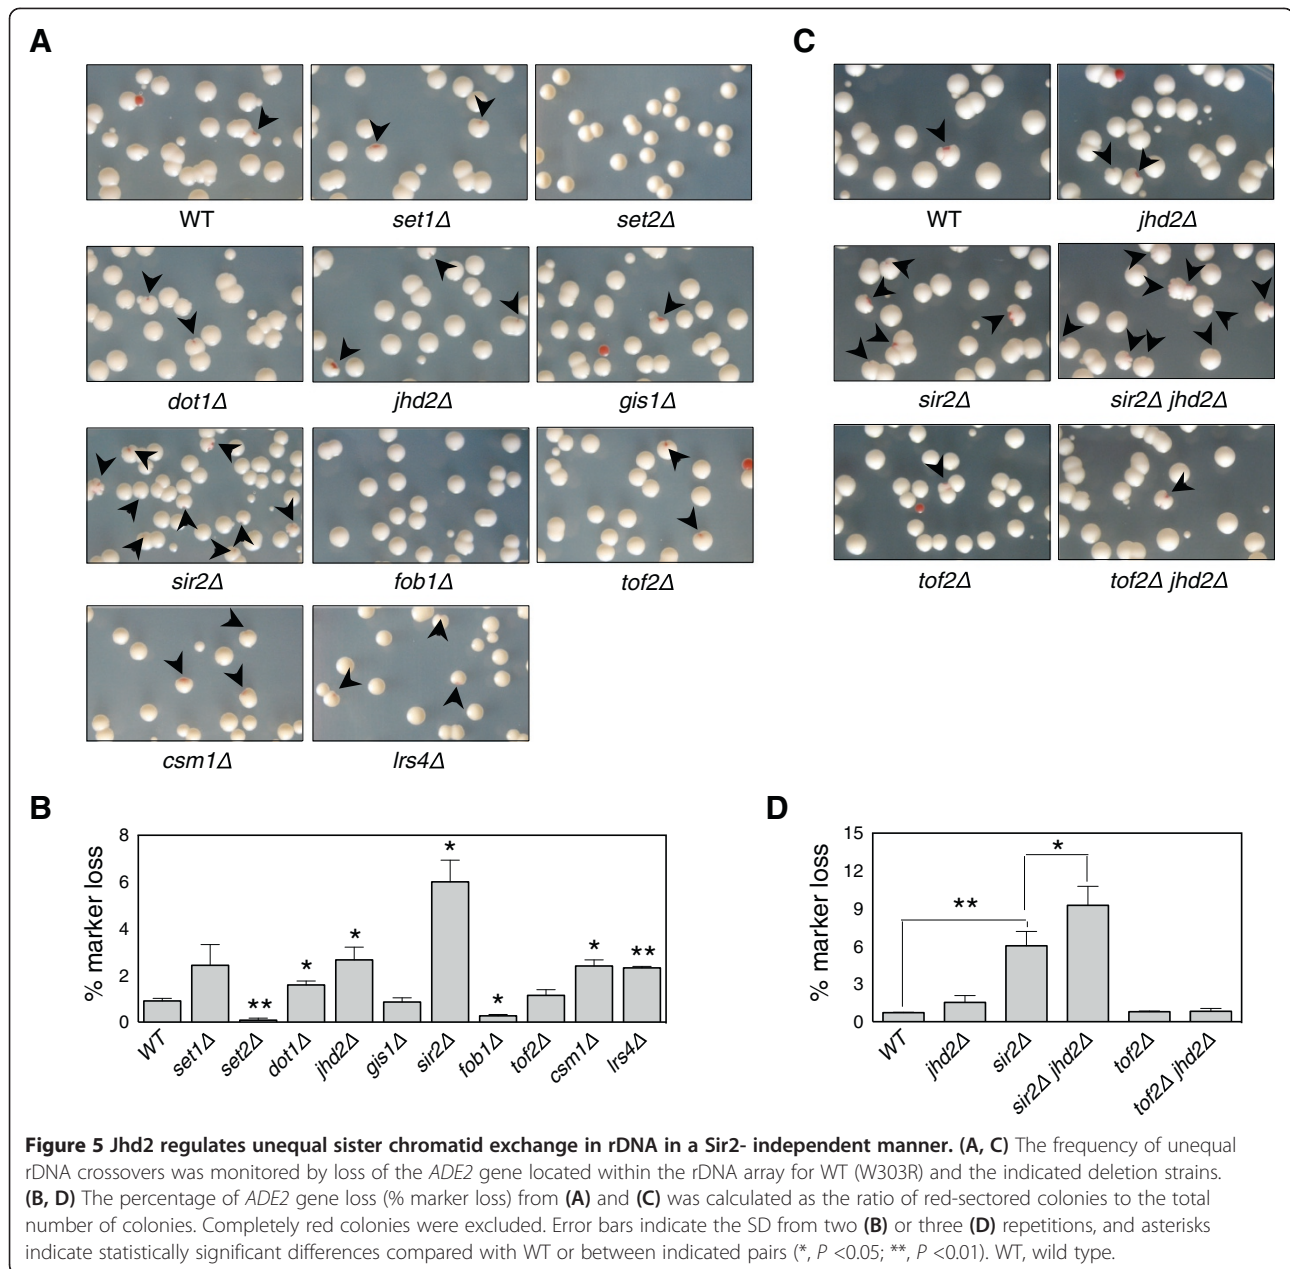 A
C
WT
set1Δ
set2Δ
WT
jhd2Δ
dot1Δ
jhd2Δ
gis1Δ
sir2Δ
sir2Δ jhd2Δ
sir2Δ
fob1Δ
tof2Δ
tof2Δ
tof2Δ jhd2Δ
csm1Δ
lrs4Δ
B
% marker loss
8
6
4
2
0
**
*
*
*
*
*
**
WT
set1Δ
set2Δ
dot1Δ
jhd2Δ
gis1Δ
sir2Δ
fob1Δ
tof2Δ
csm1Δ
lrs4Δ
D
% marker loss
15
12
9
6
3
0
**
*
WT
jhd2Δ
sir2Δ
sir2Δ jhd2Δ
tof2Δ
tof2Δ jhd2Δ
Figure 5 Jhd2 regulates unequal sister chromatid exchange in rDNA in a Sir2- independent manner. (A, C) The frequency of unequal
rDNA crossovers was monitored by loss of the ADE2 gene located within the rDNA array for WT (W303R) and the indicated deletion strains.
(B, D) The percentage of ADE2 gene loss (% marker loss) from (A) and (C) was calculated as the ratio of red-sectored colonies to the total
number of colonies. Completely red colonies were excluded. Error bars indicate the SD from two (B) or three (D) repetitions, and asterisks
indicate statistically significant differences compared with WT or between indicated pairs (*, P <0.05; **, P <0.01). WT, wild type.